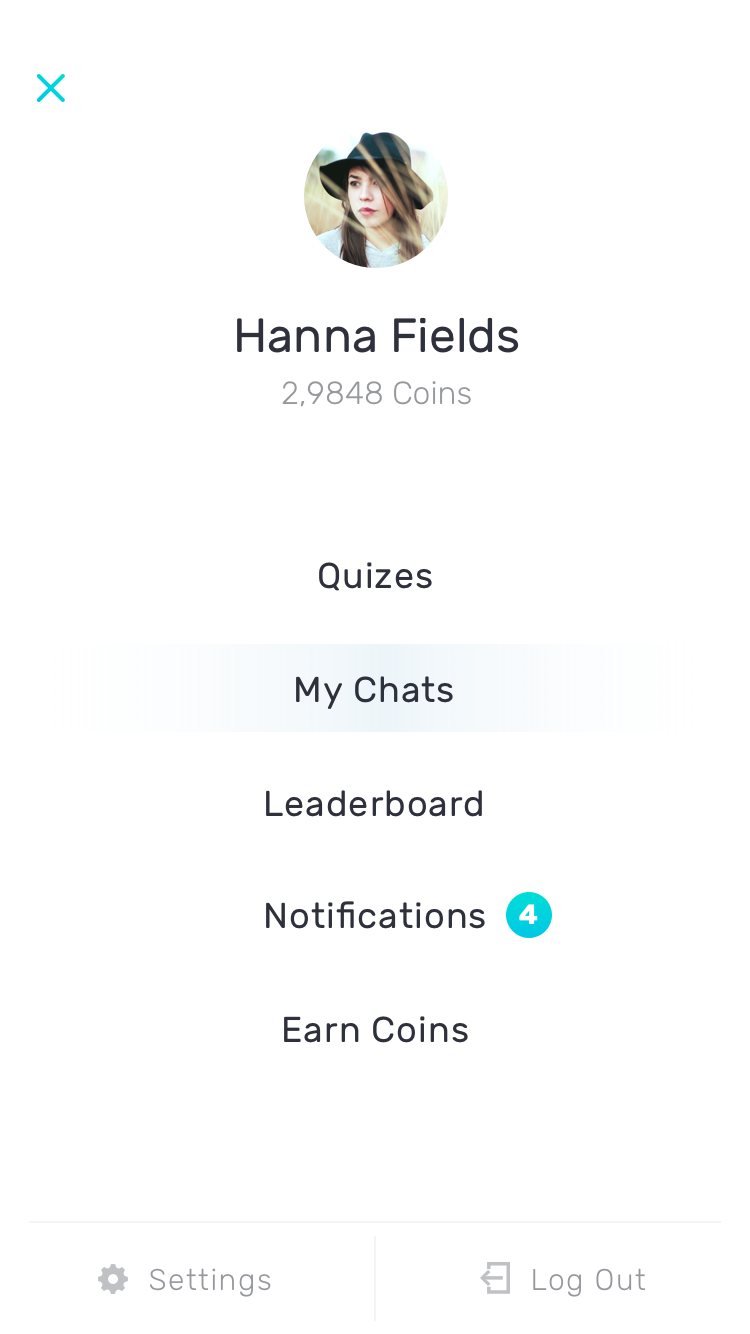 Hanna Fields
2,9848 Coins
Quizes
My Chats
Leaderboard
Notifications 4
Earn Coins
Settings Log Out